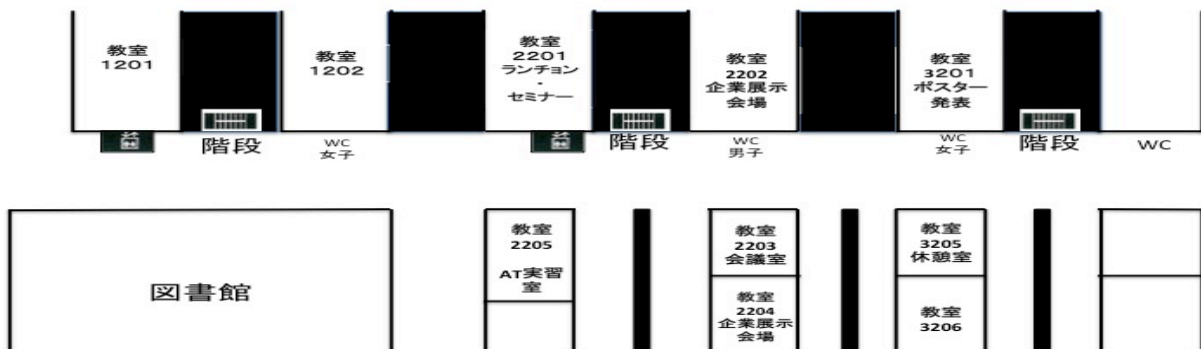 教室
1201
教室
1202
教室
2201
ランチョン
・
セミナー
教室
2202
企業展示
会場
教室
3201
ポスター
発表
階段
WC
女子
階段
WC
男子
WC
女子
階段
WC
図書館
教室
2205
AT実習
室
教室
2203
会議室
教室
2204
企業展示
会場
教室
3205
休憩室
教室
3206